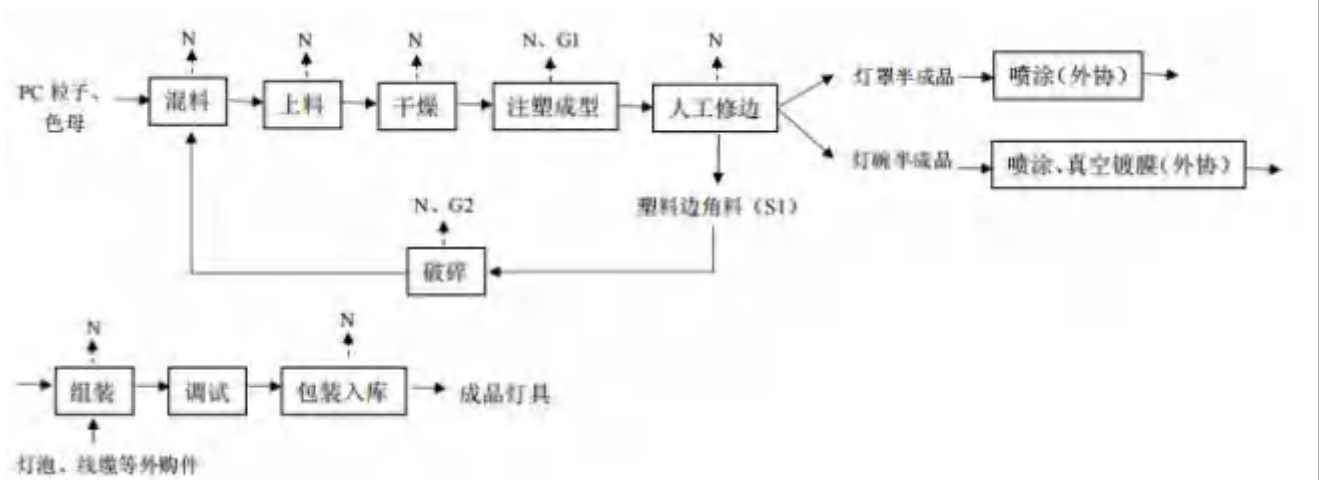 N
N
N
N、G1
N
PC 粒子、
色母
混料
上料
干燥
注塑成型
人工修边
灯罩半成品
喷涂（外协）
灯碗半成品
喷涂、真空镀膜（外协）
N、G2
塑料边角料（S1）
破碎
N
N
组装
调试
包装入库
成品灯具
灯泡、线缆等外购件